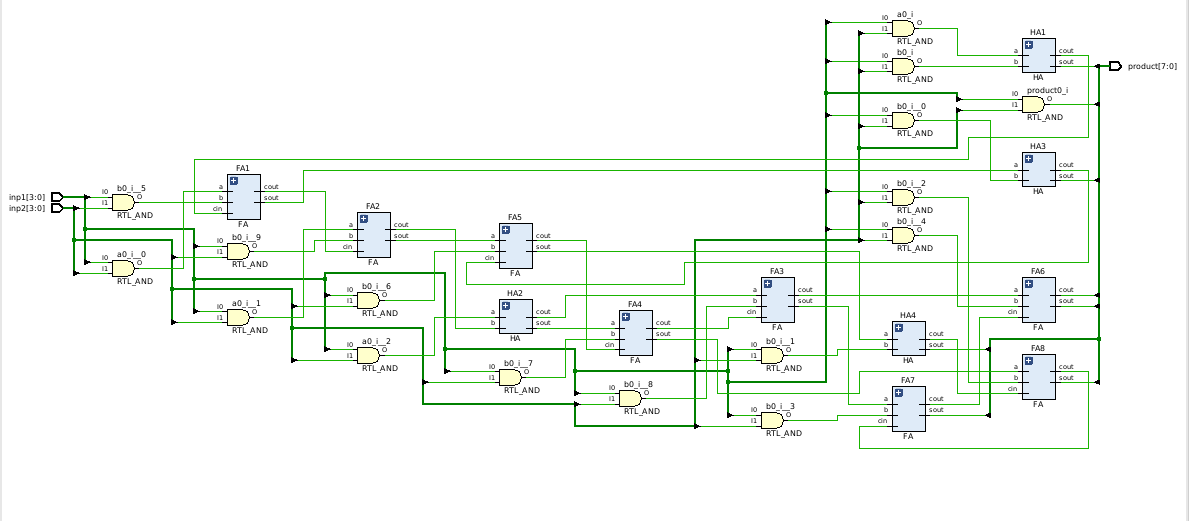 a0_i
I0
I1
O
RTL_AND
HA1
a
b
cout
sout
HA
b0_i
I0
I1
O
RTL_AND
product[7:0]
product0_i
I0
I1
O
RTL_AND
b0_i__0
I0
I1
O
RTL_AND
HA3
a
b
cout
sout
HA
FA1
a
b
cin
cout
sout
FA
inp1[3:0]
inp2[3:0]
b0_i__5
I0
I1
O
RTL_AND
b0_i__2
I0
I1
O
RTL_AND
FA2
a
b
cin
cout
sout
FA
FA5
a
b
cin
cout
sout
FA
b0_i__4
I0
I1
O
RTL_AND
b0_i__9
I0
I1
O
RTL_AND
a0_i__0
I0
I1
O
RTL_AND
FA3
a
b
cin
cout
sout
FA
FA6
a
b
cin
cout
sout
FA
b0_i__6
I0
I1
O
RTL_AND
HA2
a
b
cout
sout
HA
a0_i__1
I0
I1
O
RTL_AND
FA4
a
b
cin
cout
sout
FA
HA4
a
b
cout
sout
HA
a0_i__2
I0
I1
O
RTL_AND
b0_i__1
I0
I1
O
RTL_AND
FA8
a
b
cin
cout
sout
FA
b0_i__7
I0
I1
O
RTL_AND
b0_i__8
I0
I1
O
RTL_AND
FA7
a
b
cin
cout
sout
FA
b0_i__3
I0
I1
O
RTL_AND